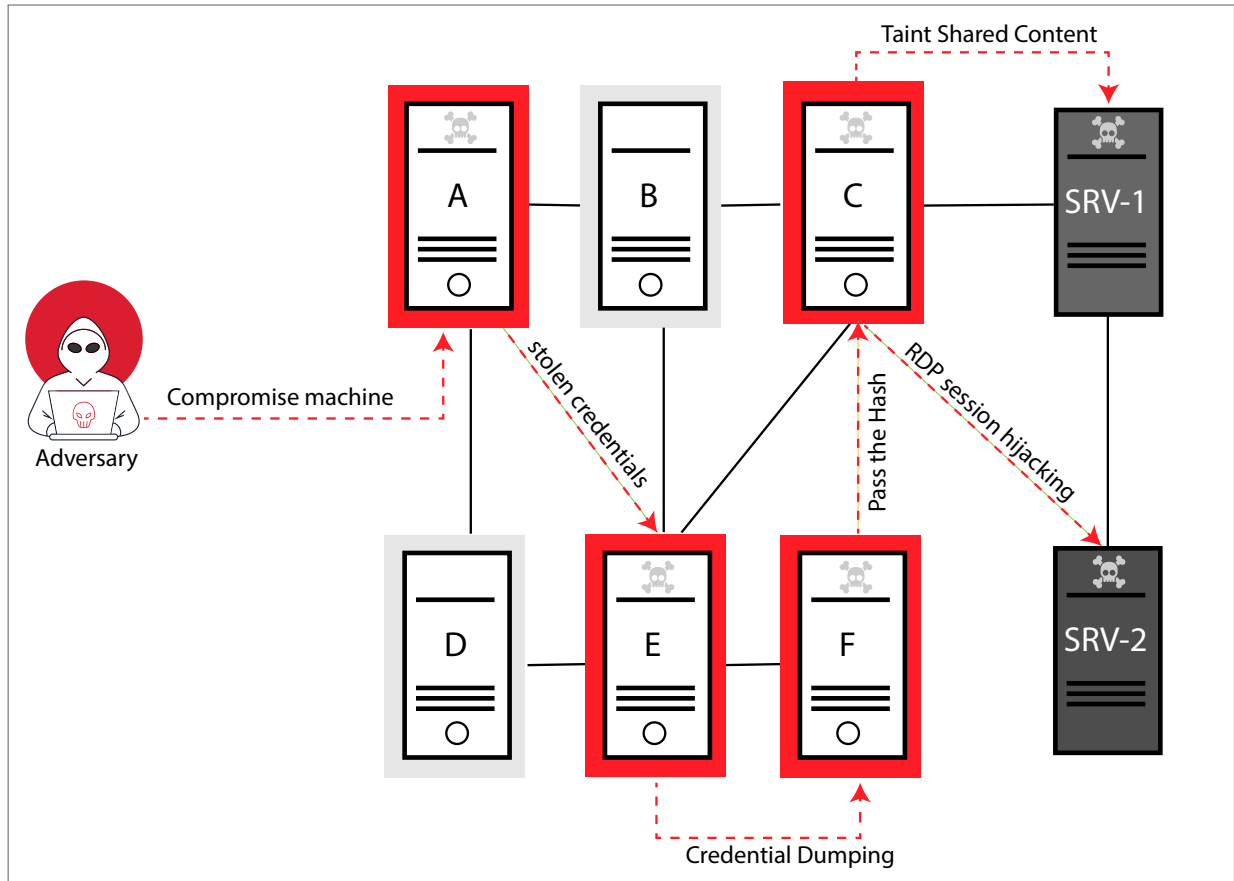 Taint Shared Content
A
B
C
SRV-1
Compromise machine
Adversary
stolen credentials
Pass the Hash
RDP session hijacking
D
E
F
SRV-2
Credential Dumping